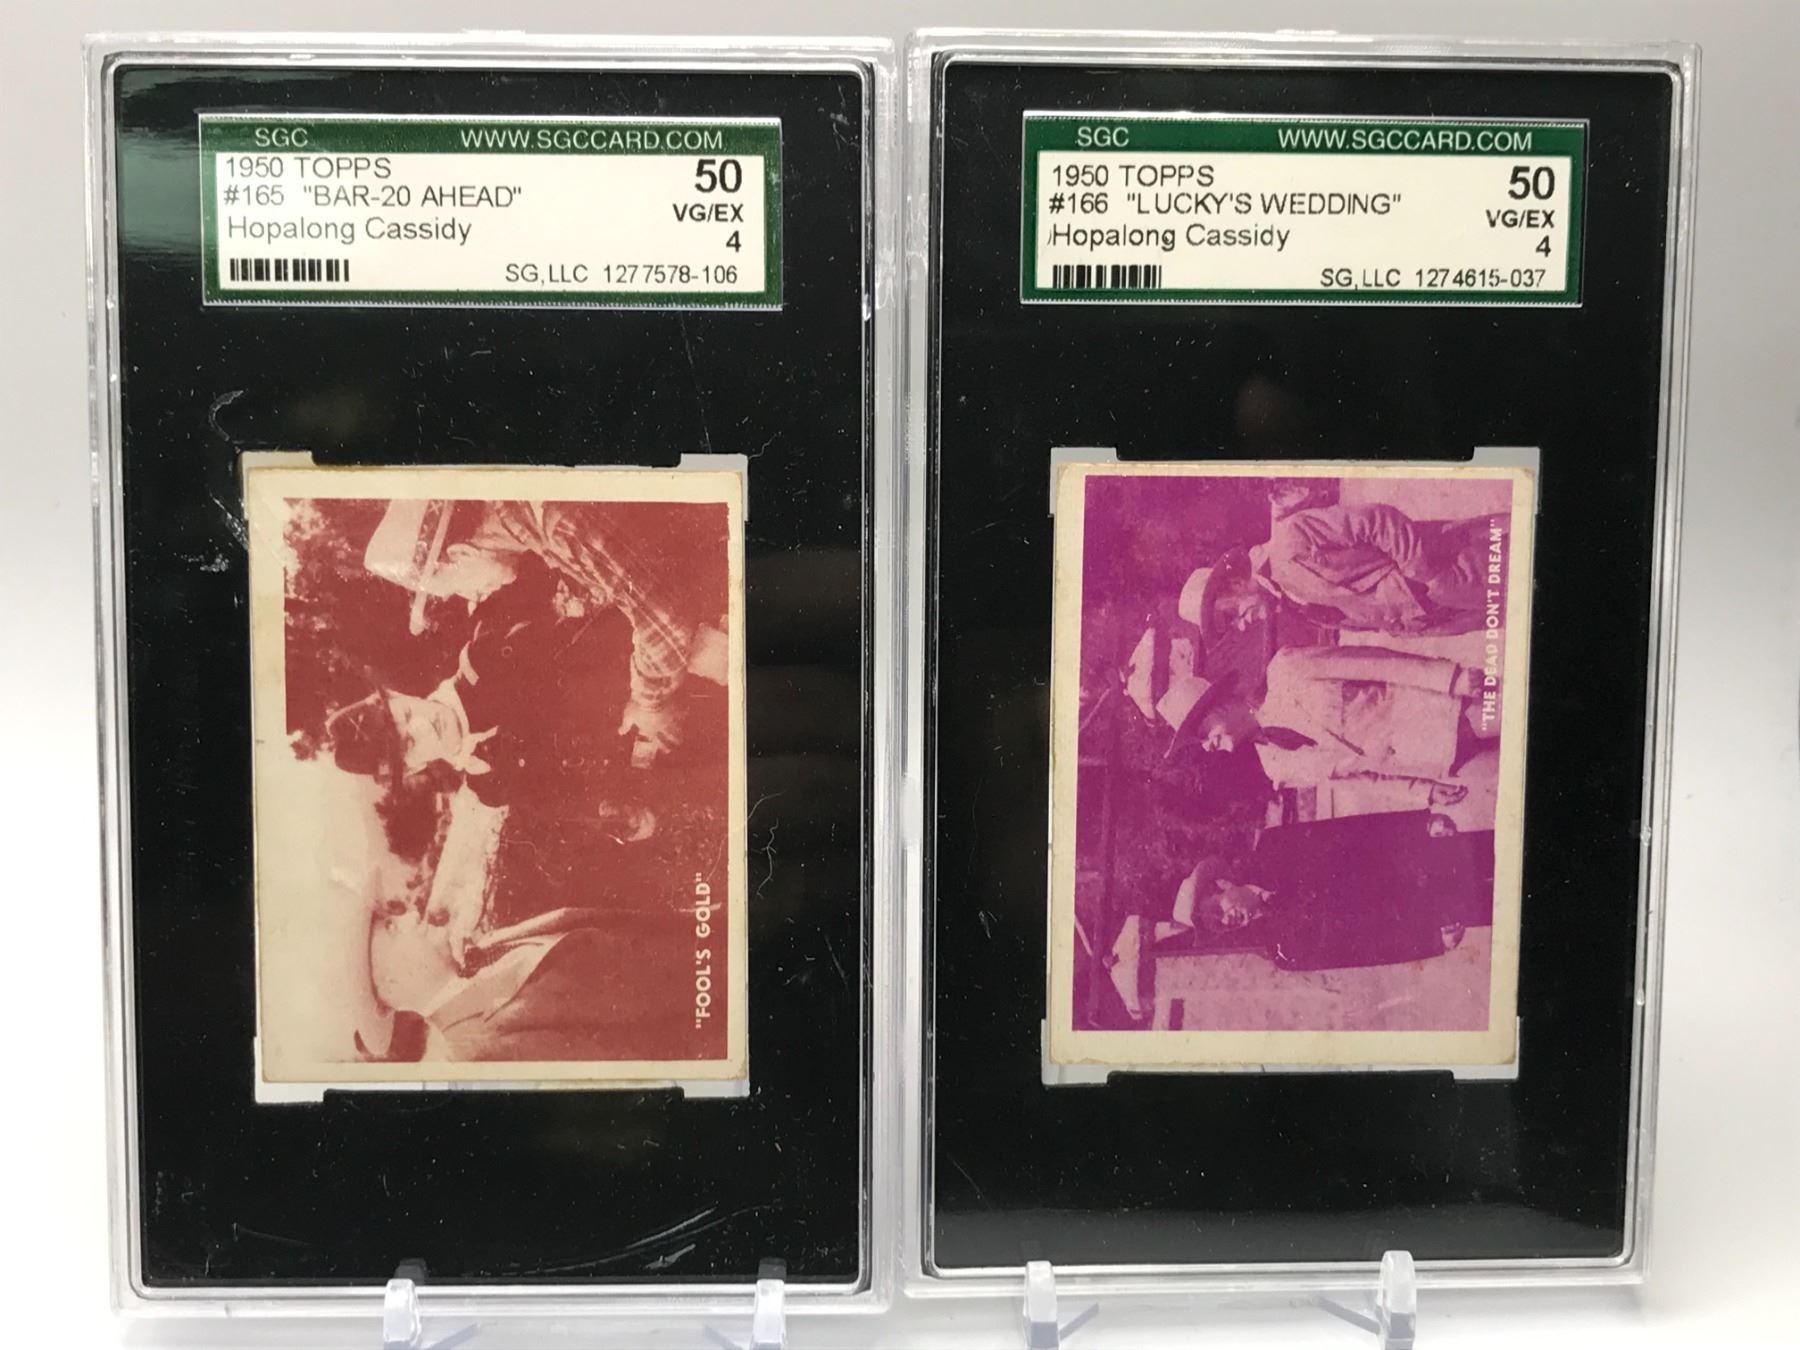 SGC WWW.SGCCARD.COM
1950 TOPPS 50
#165 "BAR-20 AHEAD" VG/EX
Hopalong Cassidy 4
SG,LLC 1277578-106
"FOOL'S GOLD"
SGC WWW.SGCCARD.COM
1950 TOPPS 50
#166 "LUCKY'S WEDDING" VG/EX
Hopalong Cassidy 4
SG,LLC 1274615-037
"THE DEAD DON'T DREAM"